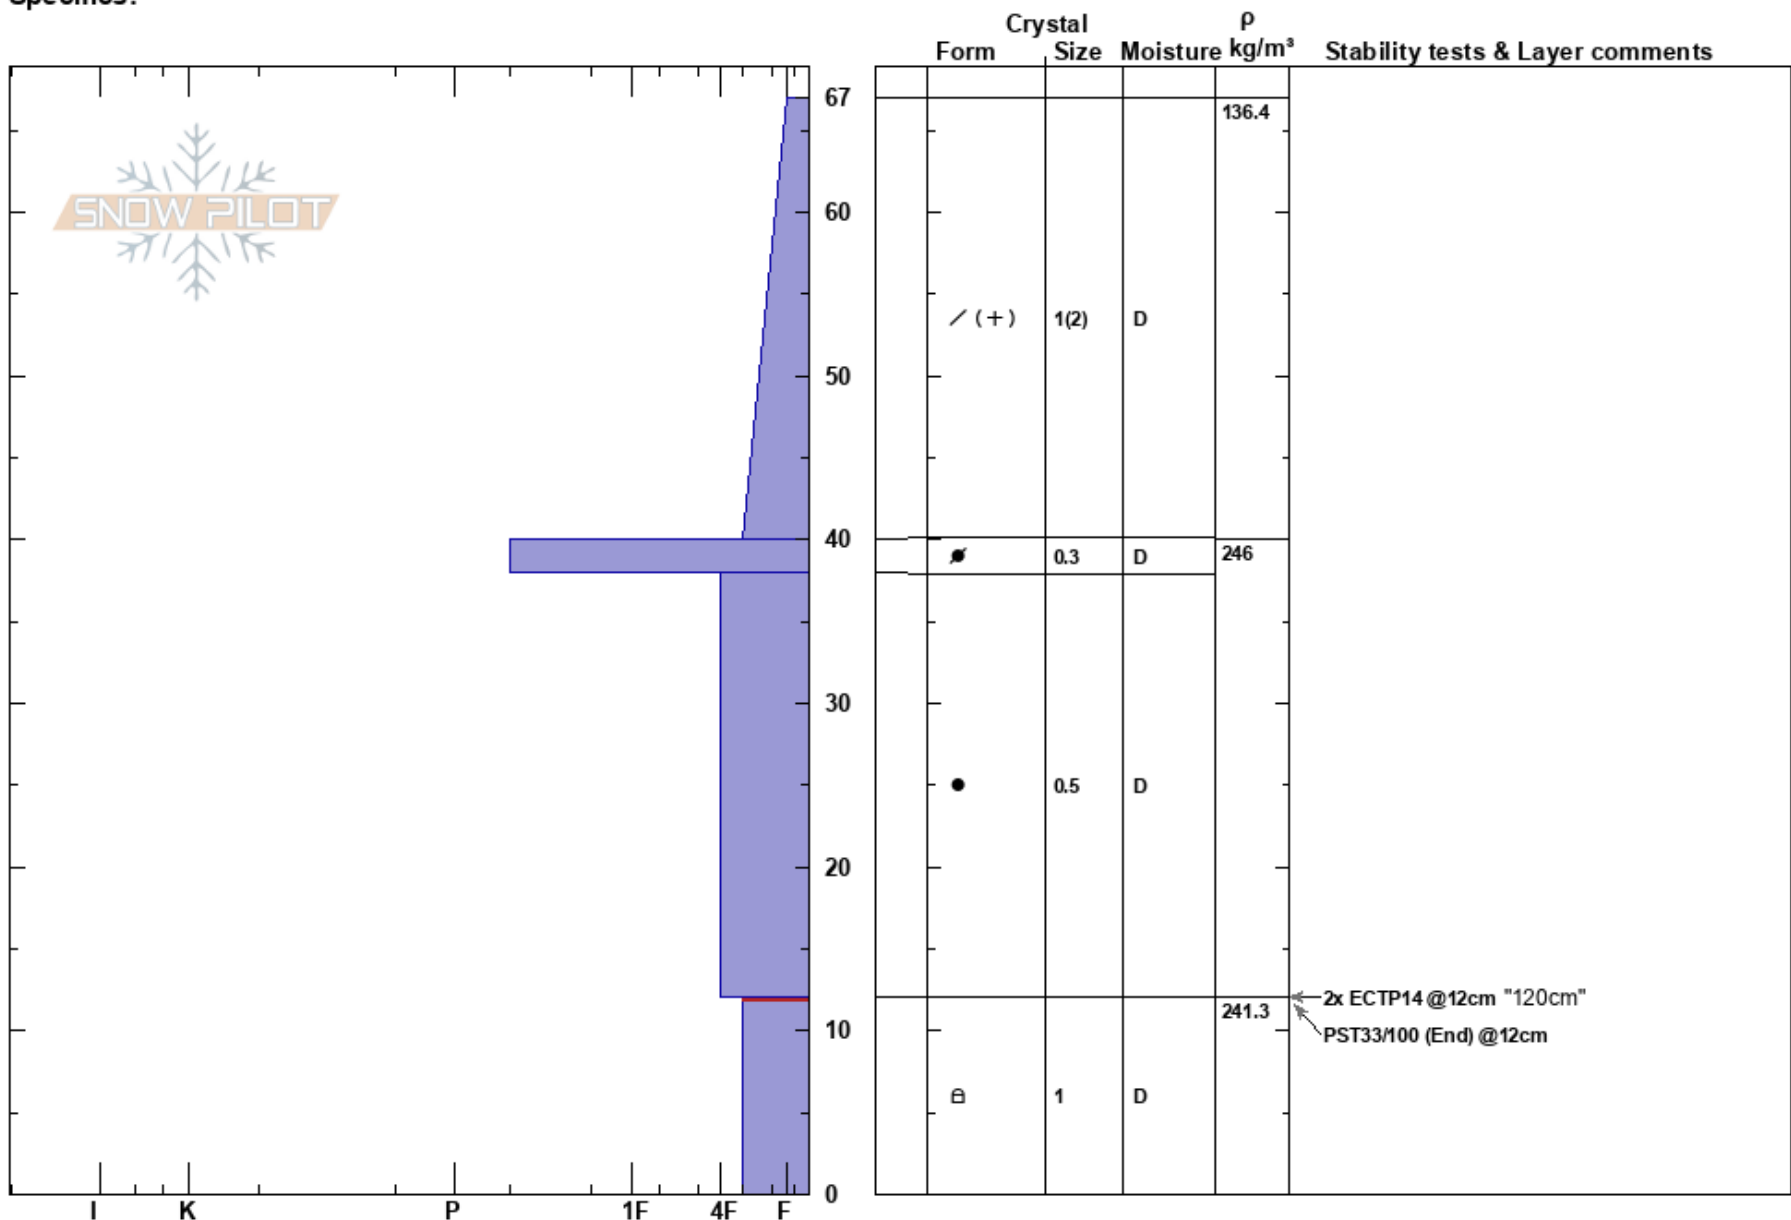 Specifics:
Crystal ρ
Form Size Moisture kg/m³ Stability tests & Layer comments
67 136.4
SNOW PILOT
60
/ (+) 1(2) D
50
40
0.3 D 246
30
0.5 D
20
2x ECTP14 @12cm "120cm"
241.3
10 PST33/100 (End) @12cm
1 D
0
I K P 1F 4F F